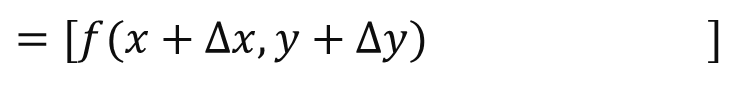 = [f(x + Δx, y + Δy) ]